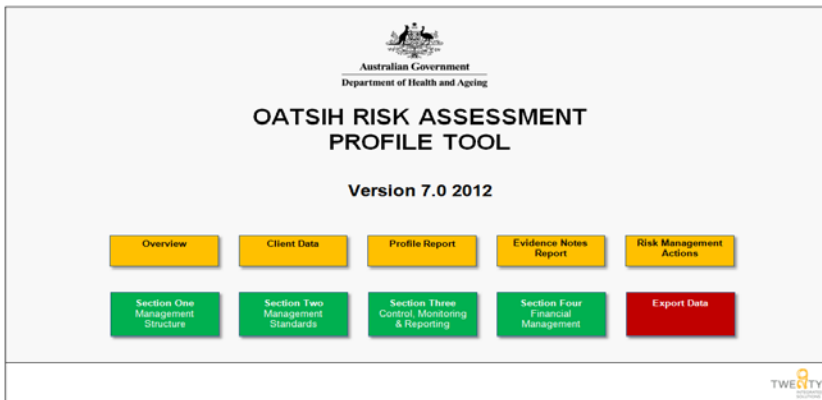 Australian Government
Department of Health and Ageing
OATSIH RISK ASSESSMENT
PROFILE TOOL
Version 7.0 2012
Overview
Client Data
Profile Report
Evidence Notes
Report
Risk Management
Actions
Section One
Management
Structure
Section Two
Management
Standards
Section Three
Control, Monitoring
& Reporting
Section Four
Financial
Management
Export Data
TWENTY
INTEGRATED
SOLUTIONS